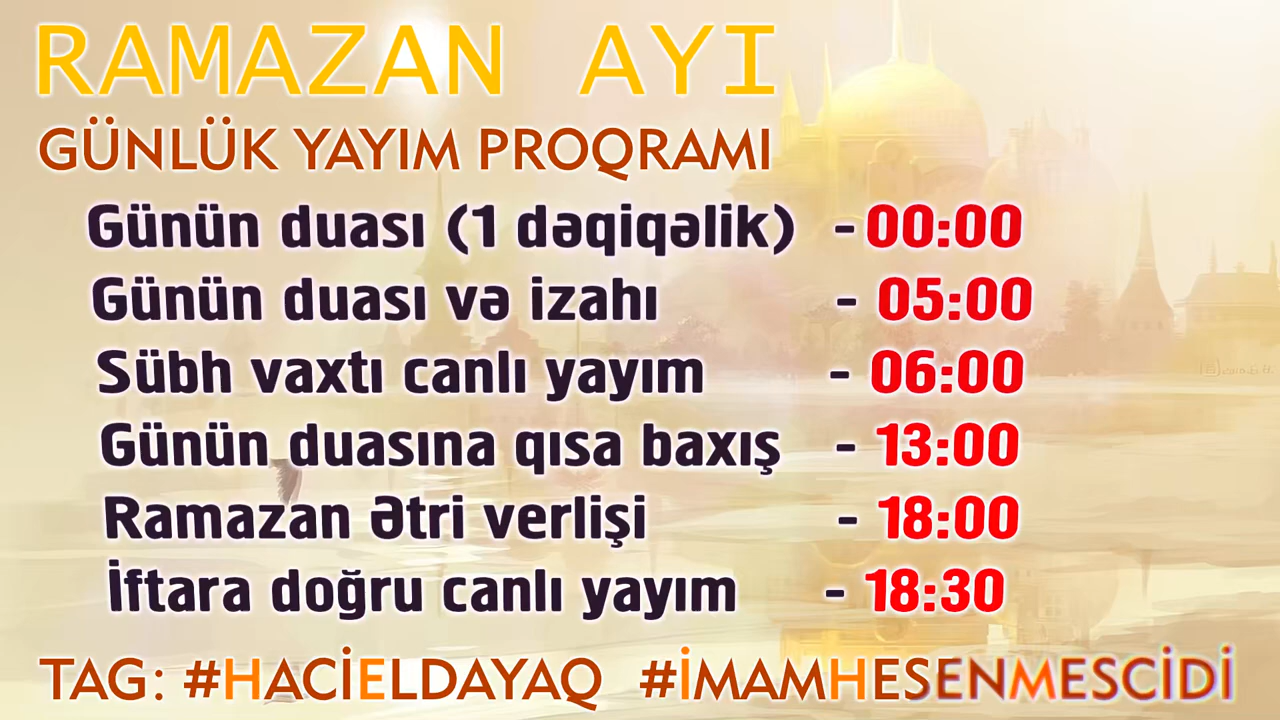 RAMAZAN AYI
GÜNLÜK YAYIM PROQRAMI
Günün duası (1 dəqiqəlik) - 00:00
Günün duası və izahı - 05:00
Sübh vaxtı canlı yayım - 06:00
Günün duasına qısa baxış - 13:00
Ramazan Ətri verlişi - 18:00
İftara doğru canlı yayım - 18:30
TAG: #HACİELDAYAQ #İMAMHESENMESCİDİ